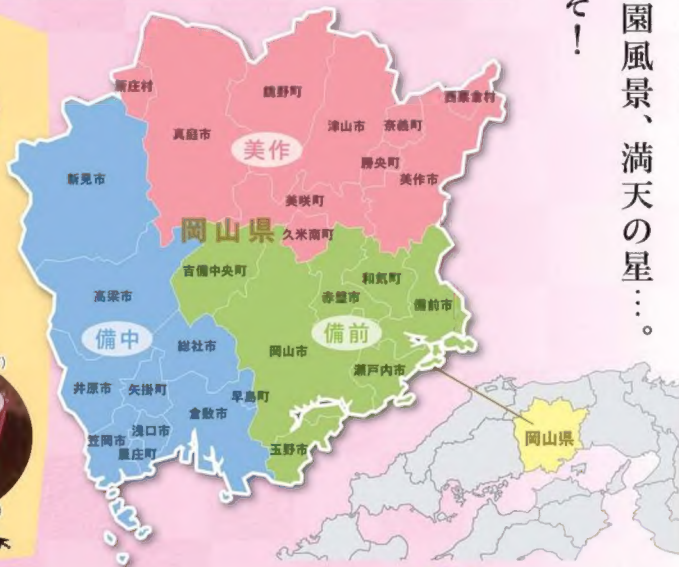 園風景、満天の星…。
そ！
新庄村
鏡野町
西粟倉村
真庭市
津山市
奈義町
美作
勝央町
美作市
新見市
美咲町
岡山県
久米南町
吉備中央町
和気町
高梁市
赤磐市
備前市
備中
総社市
岡山市
備前
瀬戸内市
井原市
矢掛町
早島町
倉敷市
笠岡市
浅口市
里庄町
玉野市
岡山県